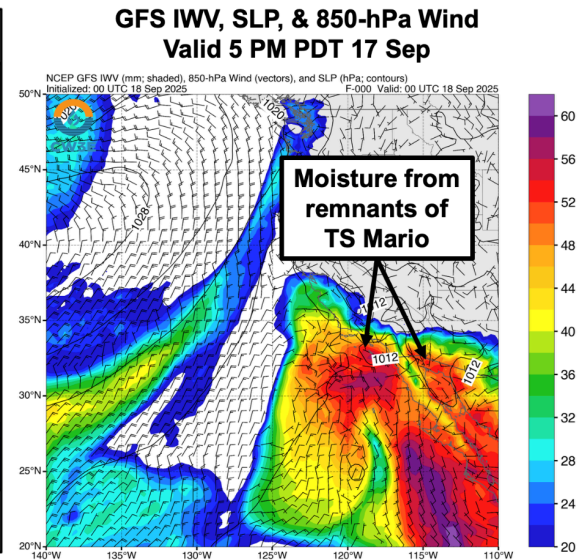 GFS IWV, SLP, & 850-hPa Wind
Valid 5 PM PDT 17 Sep
NCEP GFS IWV (mm; shaded), 850-hPa Wind (vectors), and SLP (hPa; contours)
Initialized: 00 UTC 18 Sep 2025 F-000 Valid: 00 UTC 18 Sep 2025
50°N
45°N
40°N
35°N
30°N
25°N
20°N
140°W 135°W 130°W 125°W 120°W 115°W 110°W
1020
1028
Moisture from
remnants of
TS Mario
1012
1012
1012
60
56
52
48
44
40
36
32
28
24
20